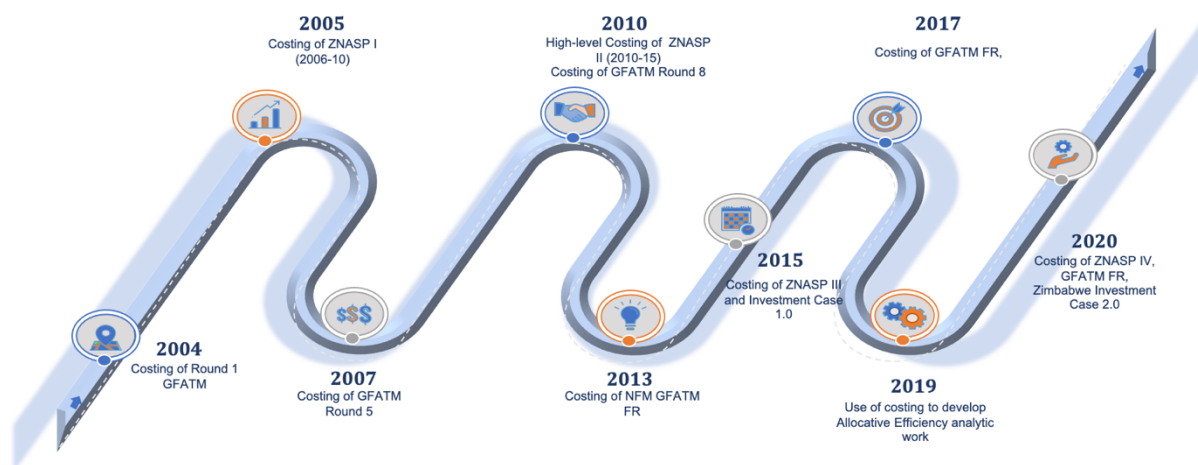 2004
Costing of Round 1
GFATM
2005
Costing of ZNASP I
(2006-10)
$$$
2007
Costing of GFATM
Round 5
2010
High-level Costing of ZNASP
II (2010-15)
Costing of GFATM Round 8
2013
Costing of NFM GFATM
FR
2015
Costing of ZNASP III
and Investment Case
1.0
2017
Costing of GFATM FR,
2019
Use of costing to develop
Allocative Efficiency analytic
work
2020
Costing of ZNASP IV,
GFATM FR,
Zimbabwe Investment
Case 2.0